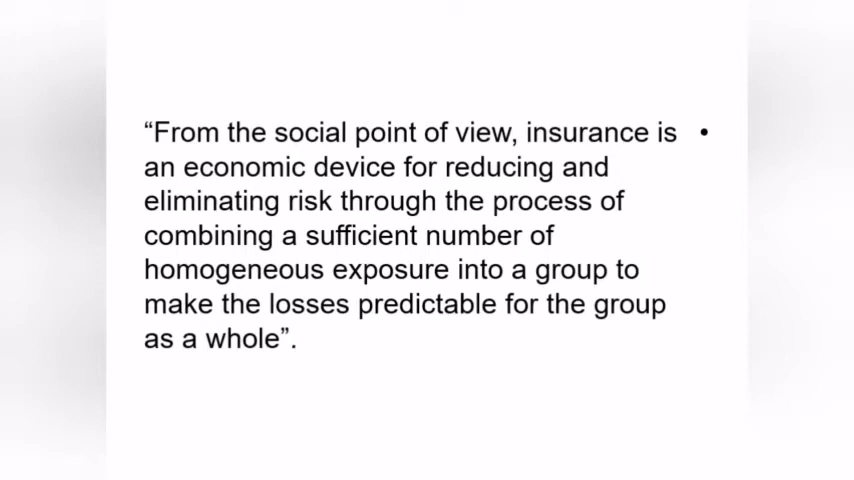 “From the social point of view, insurance is •
an economic device for reducing and
eliminating risk through the process of
combining a sufficient number of
homogeneous exposure into a group to
make the losses predictable for the group
as a whole”.